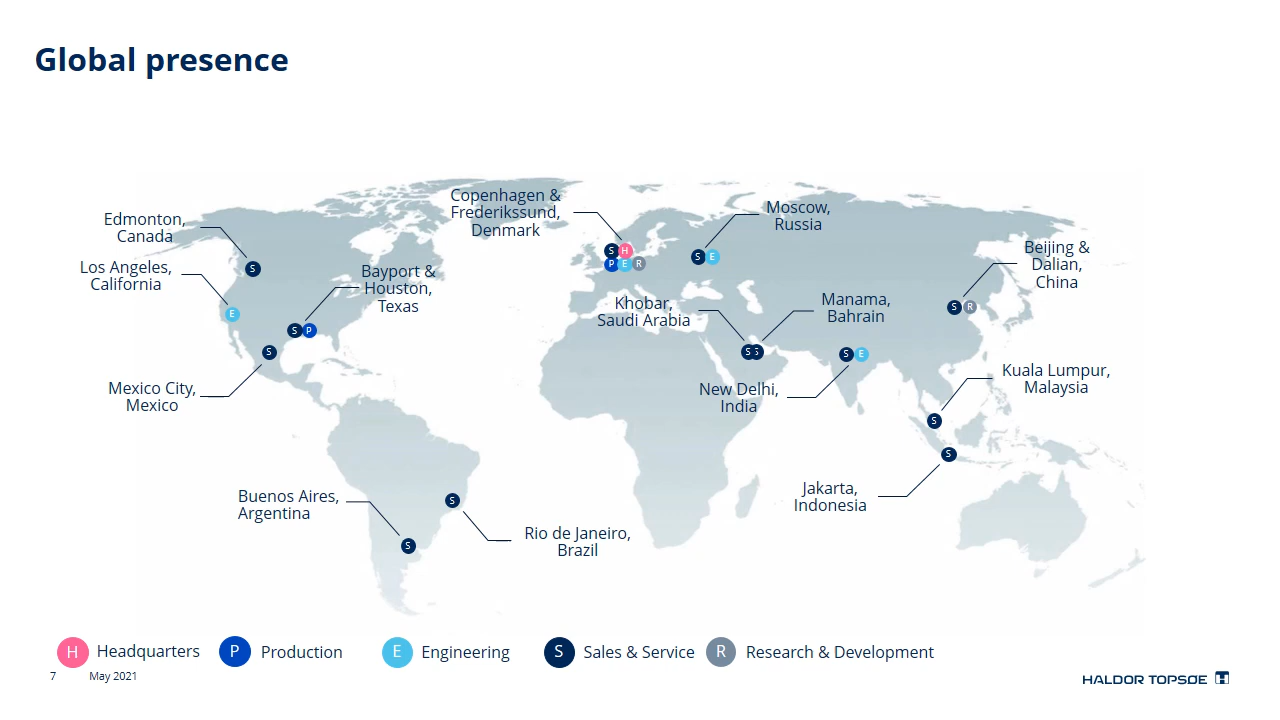 Global presence
Copenhagen &
Frederikssund,
Denmark
Moscow,
Russia
Edmonton,
Canada
Beijing &
Dalian,
China
S H
P E R
S E
Los Angeles,
California
S
Bayport &
Houston,
Texas
Khobar,
Saudi Arabia
Manama,
Bahrain
S R
E
S P
S
S S
S E
Mexico City,
Mexico
New Delhi,
India
Kuala Lumpur,
Malaysia
S
S
Buenos Aires,
Argentina
S
Jakarta,
Indonesia
Rio de Janeiro,
Brazil
S
H Headquarters P Production E Engineering S Sales & Service R Research & Development
7 May 2021
HALDOR TOPSØE